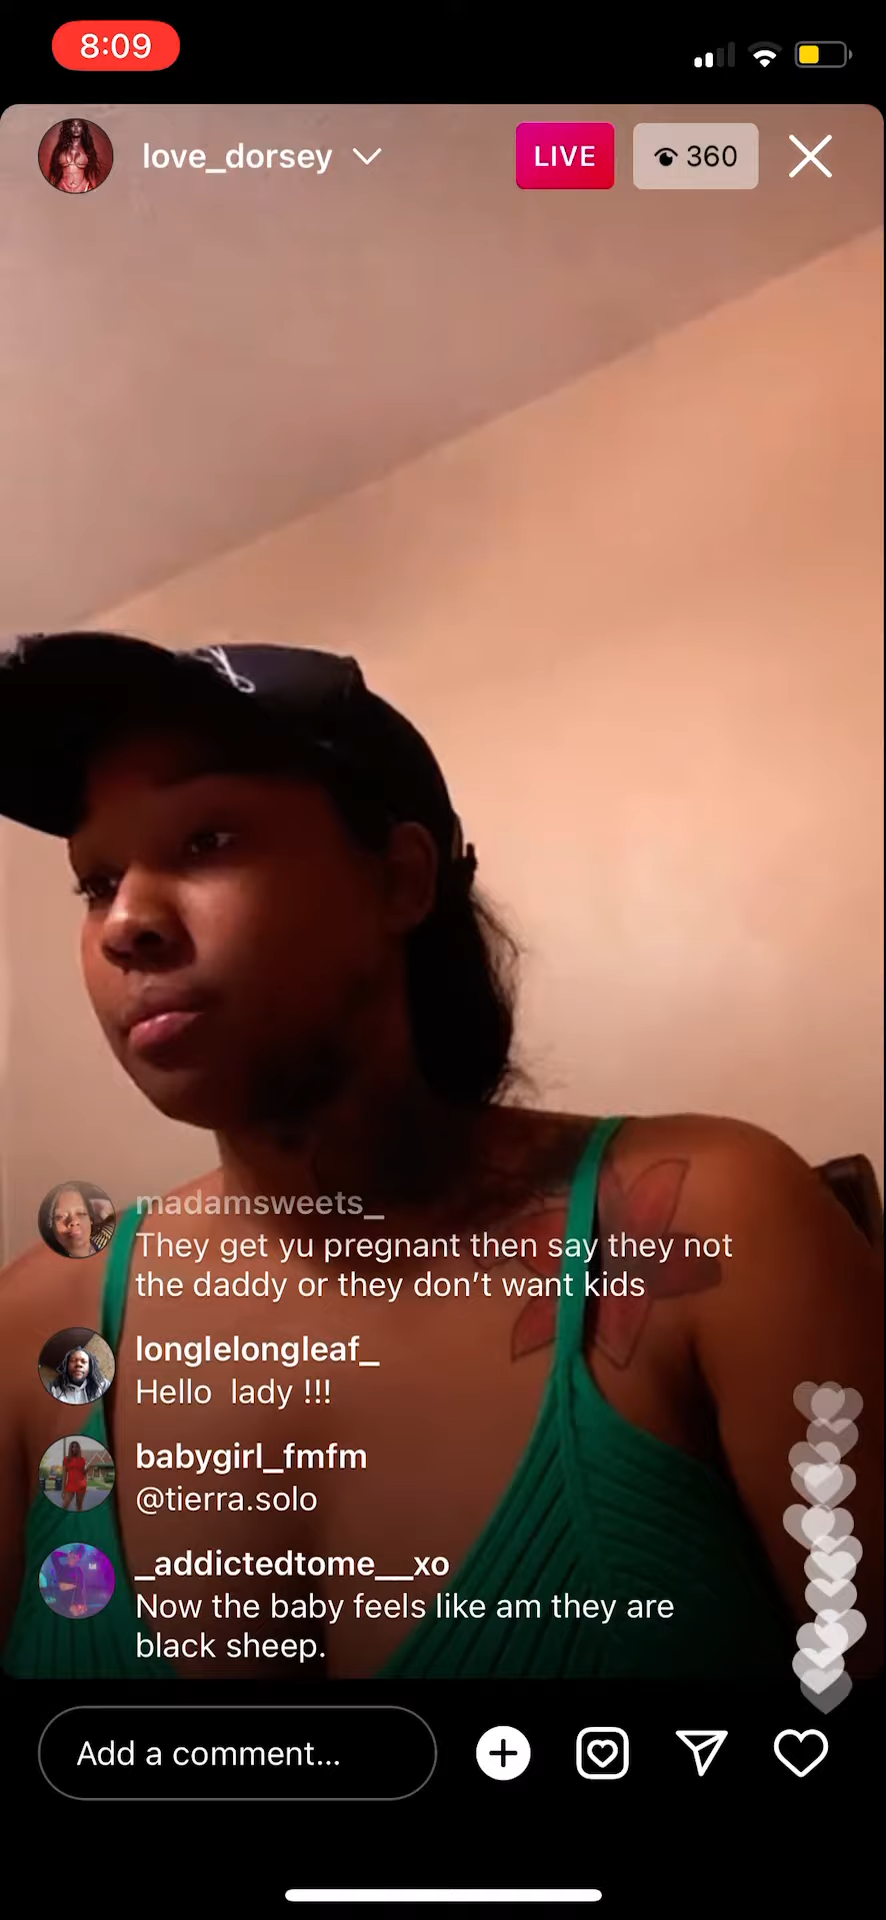 8:09
love_dorsey
LIVE
360
madamsweets_
They get yu pregnant then say they not
the daddy or they don't want kids
longlelongleaf_
Hello lady !!!
babygirl_fmfm
@tierra.solo
_addictedtome__xo
Now the baby feels like am they are
black sheep.
Add a comment...